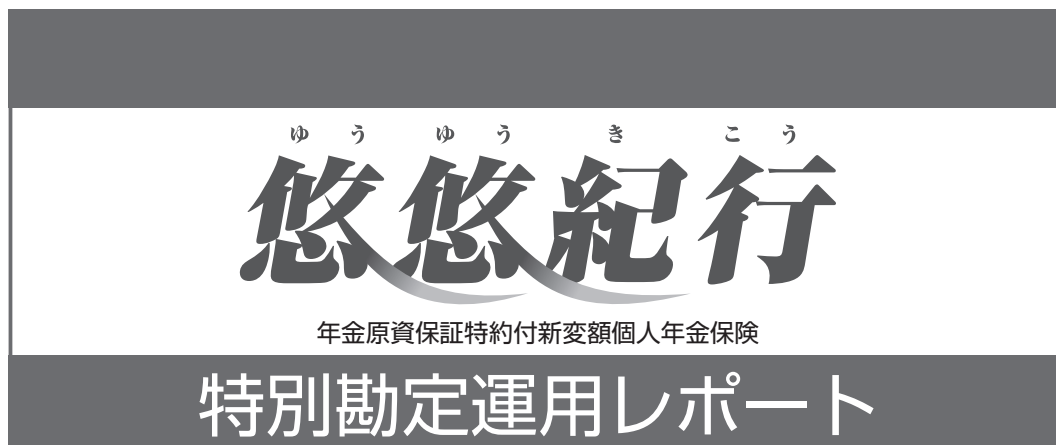 ゆう ゆう き こう
悠悠紀行
年金原資保証特約付新変額個人年金保険
特別勘定運用レポート